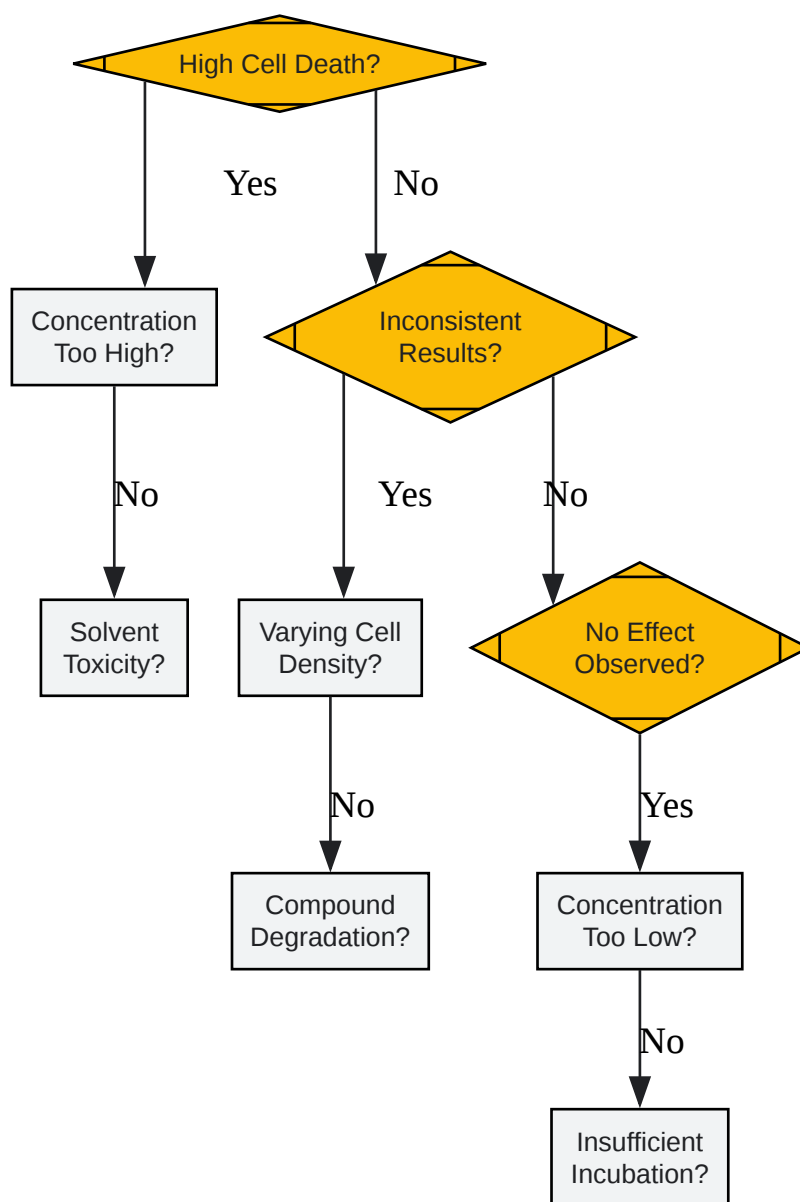 High Cell Death?
Yes
No
Concentration
Too High?
Inconsistent
Results?
No
Yes
No
Solvent
Toxicity?
Varying Cell
Density?
No Effect
Observed?
No
Yes
Compound
Degradation?
Concentration
Too Low?
No
Insufficient
Incubation?